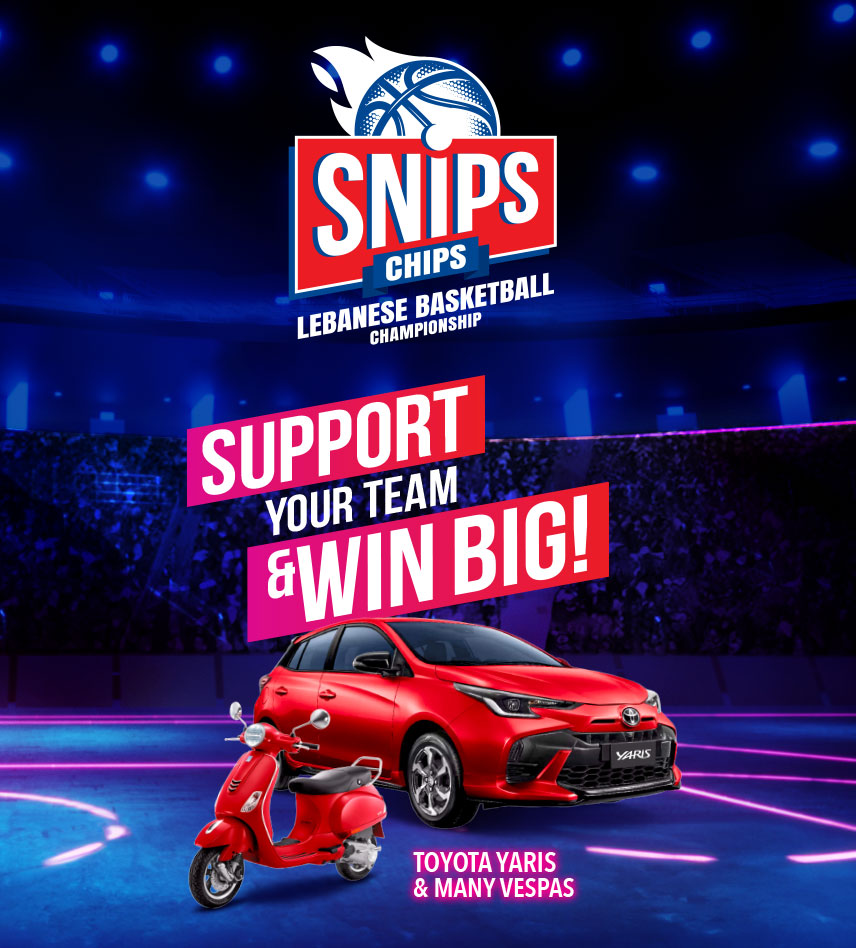 SNiPS
CHIPS
LEBANESE BASKETBALL
CHAMPIONSHIP
SUPPORT
YOUR TEAM
& WIN BIG!
YARIS
TOYOTA YARIS
& MANY VESPAS